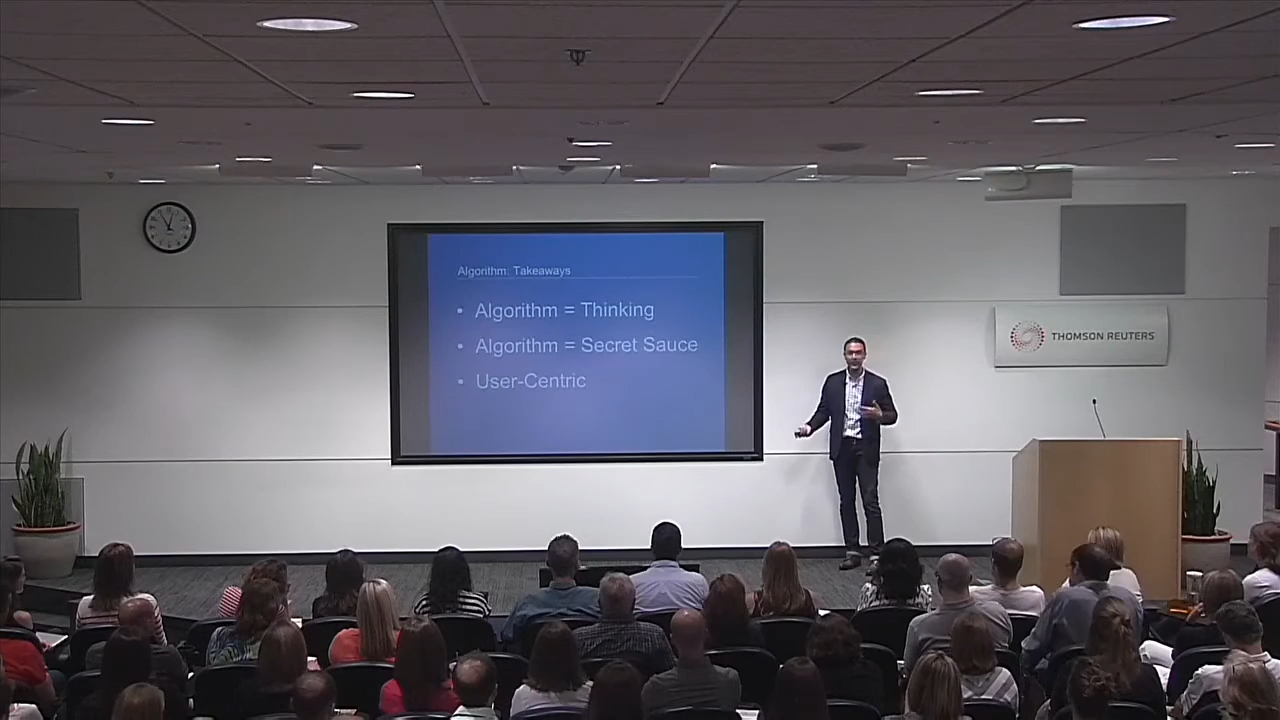 Algorithm: Takeaways
• Algorithm = Thinking
• Algorithm = Secret Sauce
• User-Centric
THOMSON REUTERS